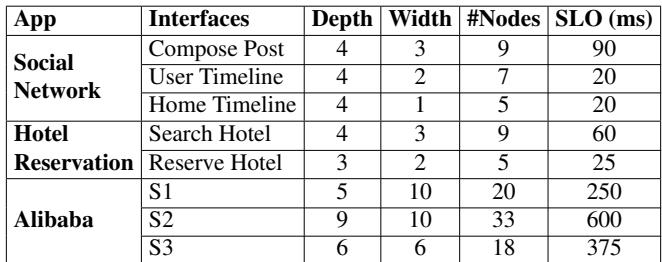 App Interfaces Depth Width #Nodes SLO (ms)
Social Network Compose Post 4 3 9 90
User Timeline 4 2 7 20
Home Timeline 4 1 5 20
Hotel Reservation Search Hotel 4 3 9 60
Reserve Hotel 3 2 5 25
Alibaba S1 5 10 20 250
S2 9 10 33 600
S3 6 6 18 375